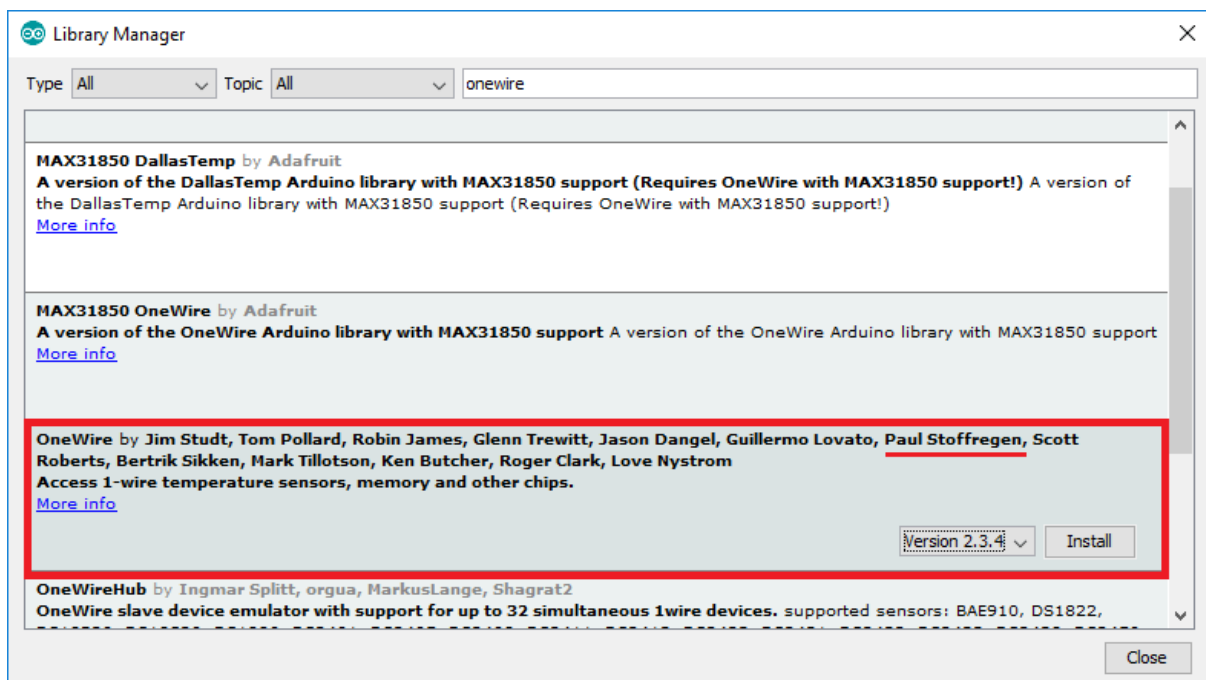 Library Manager
Type All Topic All onewire
MAX31850 DallasTemp by Adafruit
A version of the DallasTemp Arduino library with MAX31850 support (Requires OneWire with MAX31850 support!) A version of
the DallasTemp Arduino library with MAX31850 support (Requires OneWire with MAX31850 support!)
More info
MAX31850 OneWire by Adafruit
A version of the OneWire Arduino library with MAX31850 support A version of the OneWire Arduino library with MAX31850 support
More info
OneWire by Jim Studt, Tom Pollard, Robin James, Glenn Trewitt, Jason Dangel, Guillermo Lovato, Paul Stoffregen, Scott
Roberts, Bertrik Sikken, Mark Tillotson, Ken Butcher, Roger Clark, Love Nystrom
Access 1-wire temperature sensors, memory and other chips.
More info
Version 2.3.4 Install
OneWireHub by Ingmar Splitt, orgua, MarkusLange, Shagrat2
OneWire slave device emulator with support for up to 32 simultaneous 1wire devices. supported sensors: BAE910, DS1822,
Close